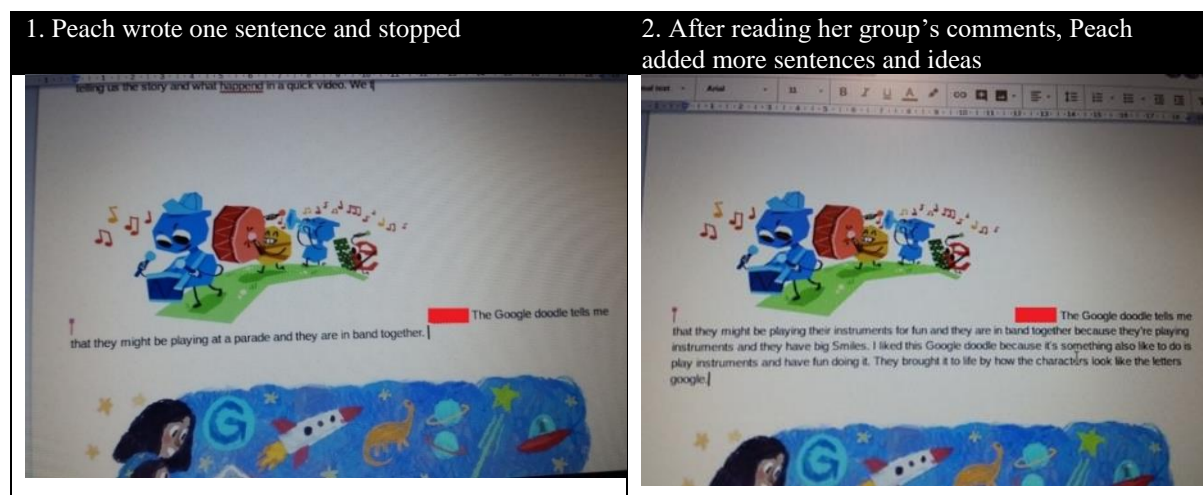 1. Peach wrote one sentence and stopped
telling us the story and what happend in a quick video. We
The Google doodle tells me
that they might be playing at a parade and they are in band together.
2. After reading her group's comments, Peach
added more sentences and ideas
Arial
11
B I U A
The Google doodle tells me
that they might be playing their instruments for fun and they are in band together because they're playing
instruments and they have big Smiles. I liked this Google doodle because it's something also like to do is
play instruments and have fun doing it. They brought it to life by how the characters look like the letters
google.